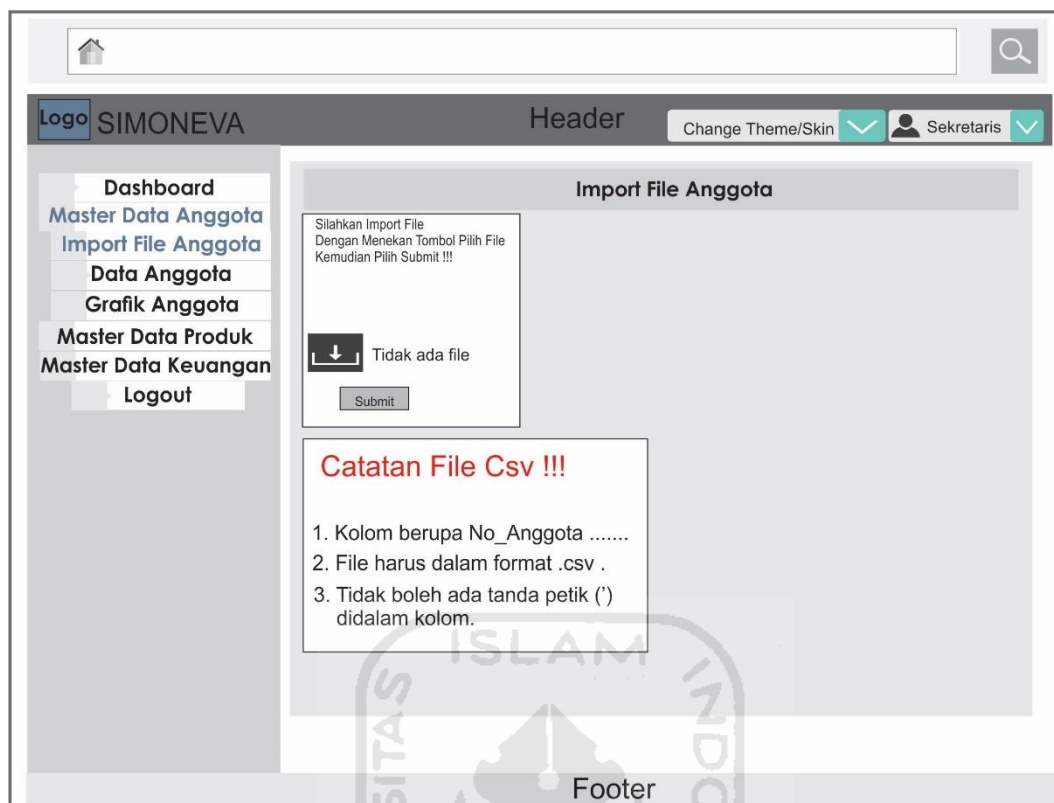 Logo SIMONEVA
Header
Change Theme/Skin
Sekretaris
Dashboard
Master Data Anggota
Import File Anggota
Data Anggota
Grafik Anggota
Master Data Produk
Master Data Keuangan
Logout
Import File Anggota
Silahkan Import File
Dengan Menekan Tombol Pilih File
Kemudian Pilih Submit !!!
Tidak ada file
Submit
Catatan File Csv !!!
1. Kolom berupa No_Anggota .......
2. File harus dalam format .csv .
3. Tidak boleh ada tanda petik (')
didalam kolom.
ISLAM
Footer